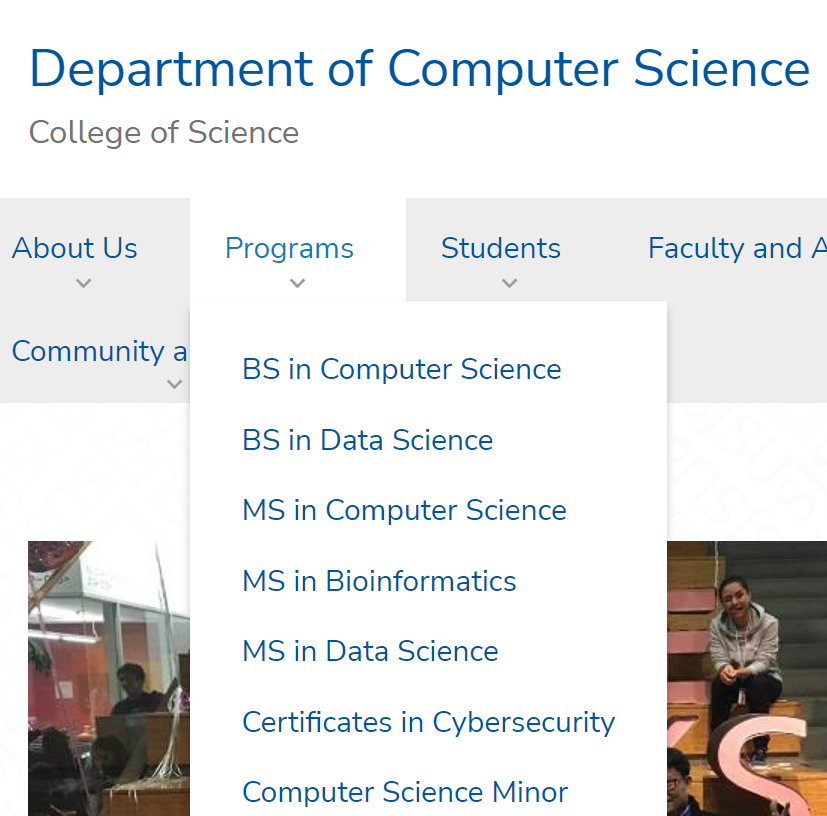 Department of Computer Science
College of Science
About Us
Programs
Students
Faculty and A
Community a
BS in Computer Science
BS in Data Science
MS in Computer Science
MS in Bioinformatics
MS in Data Science
Certificates in Cybersecurity
Computer Science Minor